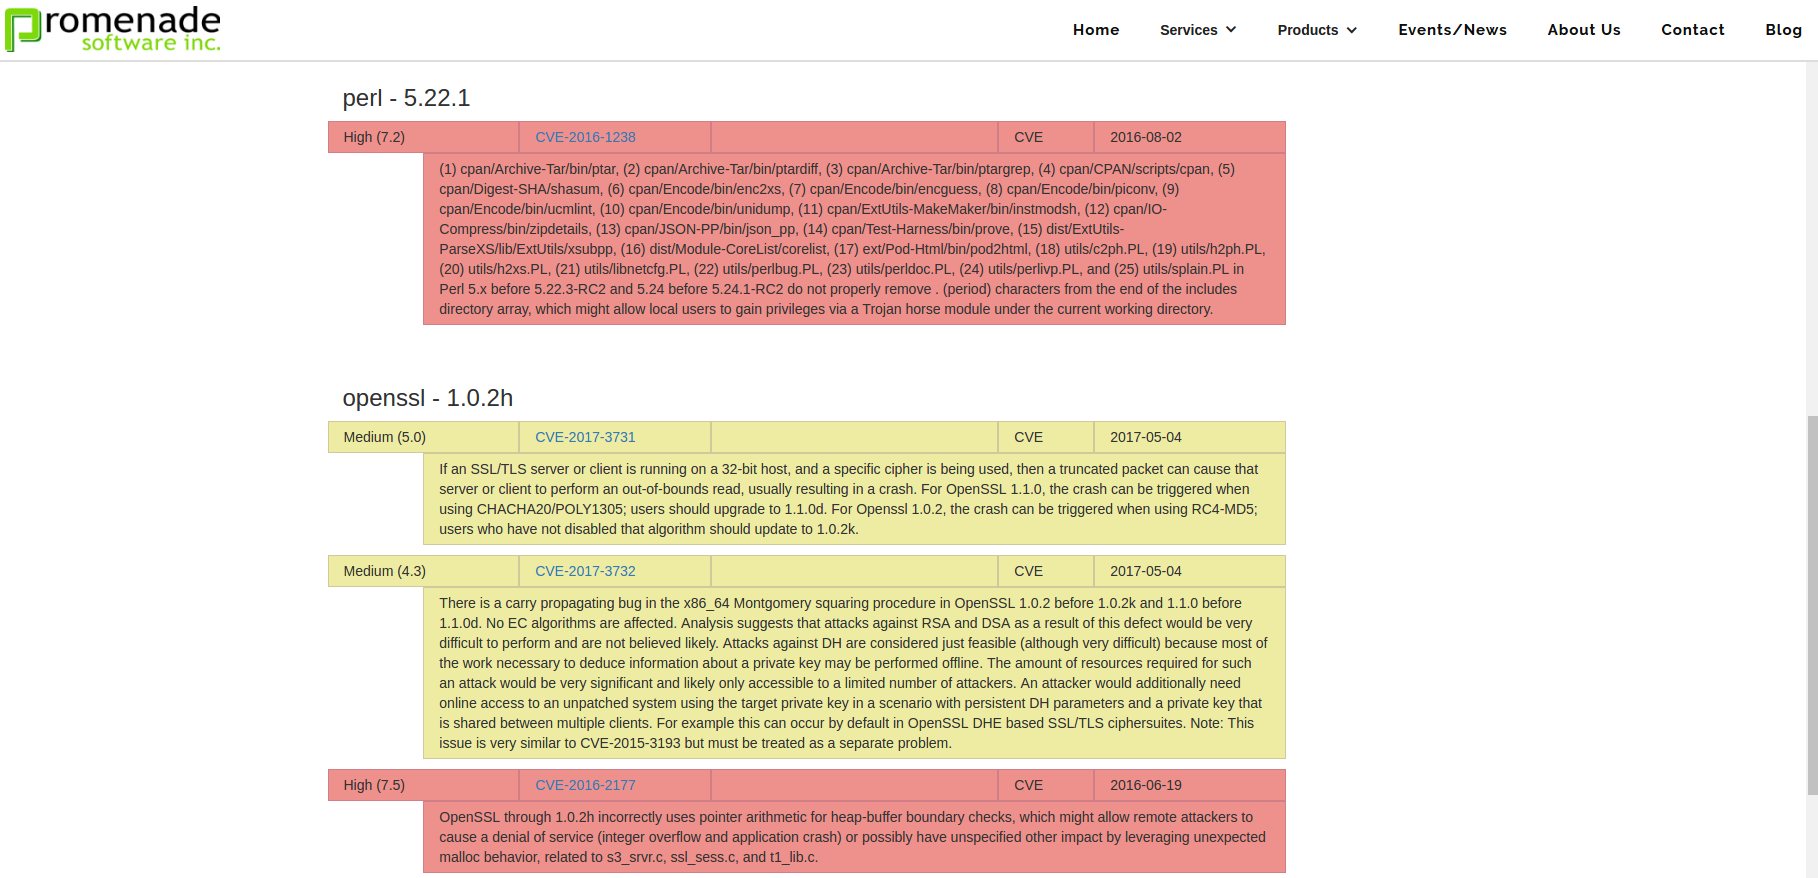 Promenade
software inc.
Home Services Products Events/News About Us Contact Blog
perl - 5.22.1
High (7.2) CVE-2016-1238 CVE 2016-08-02
(1) cpan/Archive-Tar/bin/ptar, (2) cpan/Archive-Tar/bin/ptardiff, (3) cpan/Archive-Tar/bin/ptargrep, (4) cpan/CPAN/scripts/cpan, (5)
cpan/Digest-SHA/shasum, (6) cpan/Encode/bin/enc2xs, (7) cpan/Encode/bin/encguess, (8) cpan/Encode/bin/piconv, (9)
cpan/Encode/bin/ucmlint, (10) cpan/Encode/bin/unidump, (11) cpan/ExtUtils-MakeMaker/bin/instmodsh, (12) cpan/IO-
Compress/bin/zipdetails, (13) cpan/JSON-PP/bin/json_pp, (14) cpan/Test-Harness/bin/prove, (15) dist/ExtUtils-
ParseXS/lib/ExtUtils/xsubpp, (16) dist/Module-CoreList/corelist, (17) ext/Pod-Html/bin/pod2html, (18) utils/c2ph.PL, (19) utils/h2ph.PL,
(20) utils/h2xs.PL, (21) utils/libnetcfg.PL, (22) utils/perlbug.PL, (23) utils/perldoc.PL, (24) utils/perlivp.PL, and (25) utils/splain.PL in
Perl 5.x before 5.22.3-RC2 and 5.24 before 5.24.1-RC2 do not properly remove . (period) characters from the end of the includes
directory array, which might allow local users to gain privileges via a Trojan horse module under the current working directory.
openssl - 1.0.2h
Medium (5.0) CVE-2017-3731 CVE 2017-05-04
If an SSL/TLS server or client is running on a 32-bit host, and a specific cipher is being used, then a truncated packet can cause that
server or client to perform an out-of-bounds read, usually resulting in a crash. For OpenSSL 1.1.0, the crash can be triggered when
using CHACHA20/POLY1305; users should upgrade to 1.1.0d. For Openssl 1.0.2, the crash can be triggered when using RC4-MD5;
users who have not disabled that algorithm should update to 1.0.2k.
Medium (4.3) CVE-2017-3732 CVE 2017-05-04
There is a carry propagating bug in the x86_64 Montgomery squaring procedure in OpenSSL 1.0.2 before 1.0.2k and 1.1.0 before
1.1.0d. No EC algorithms are affected. Analysis suggests that attacks against RSA and DSA as a result of this defect would be very
difficult to perform and are not believed likely. Attacks against DH are considered just feasible (although very difficult) because most of
the work necessary to deduce information about a private key may be performed offline. The amount of resources required for such
an attack would be very significant and likely only accessible to a limited number of attackers. An attacker would additionally need
online access to an unpatched system using the target private key in a scenario with persistent DH parameters and a private key that
is shared between multiple clients. For example this can occur by default in OpenSSL DHE based SSL/TLS ciphersuites. Note: This
issue is very similar to CVE-2015-3193 but must be treated as a separate problem.
High (7.5) CVE-2016-2177 CVE 2016-06-19
OpenSSL through 1.0.2h incorrectly uses pointer arithmetic for heap-buffer boundary checks, which might allow remote attackers to
cause a denial of service (integer overflow and application crash) or possibly have unspecified other impact by leveraging unexpected
malloc behavior, related to s3_srvr.c, ssl_sess.c, and t1_lib.c.